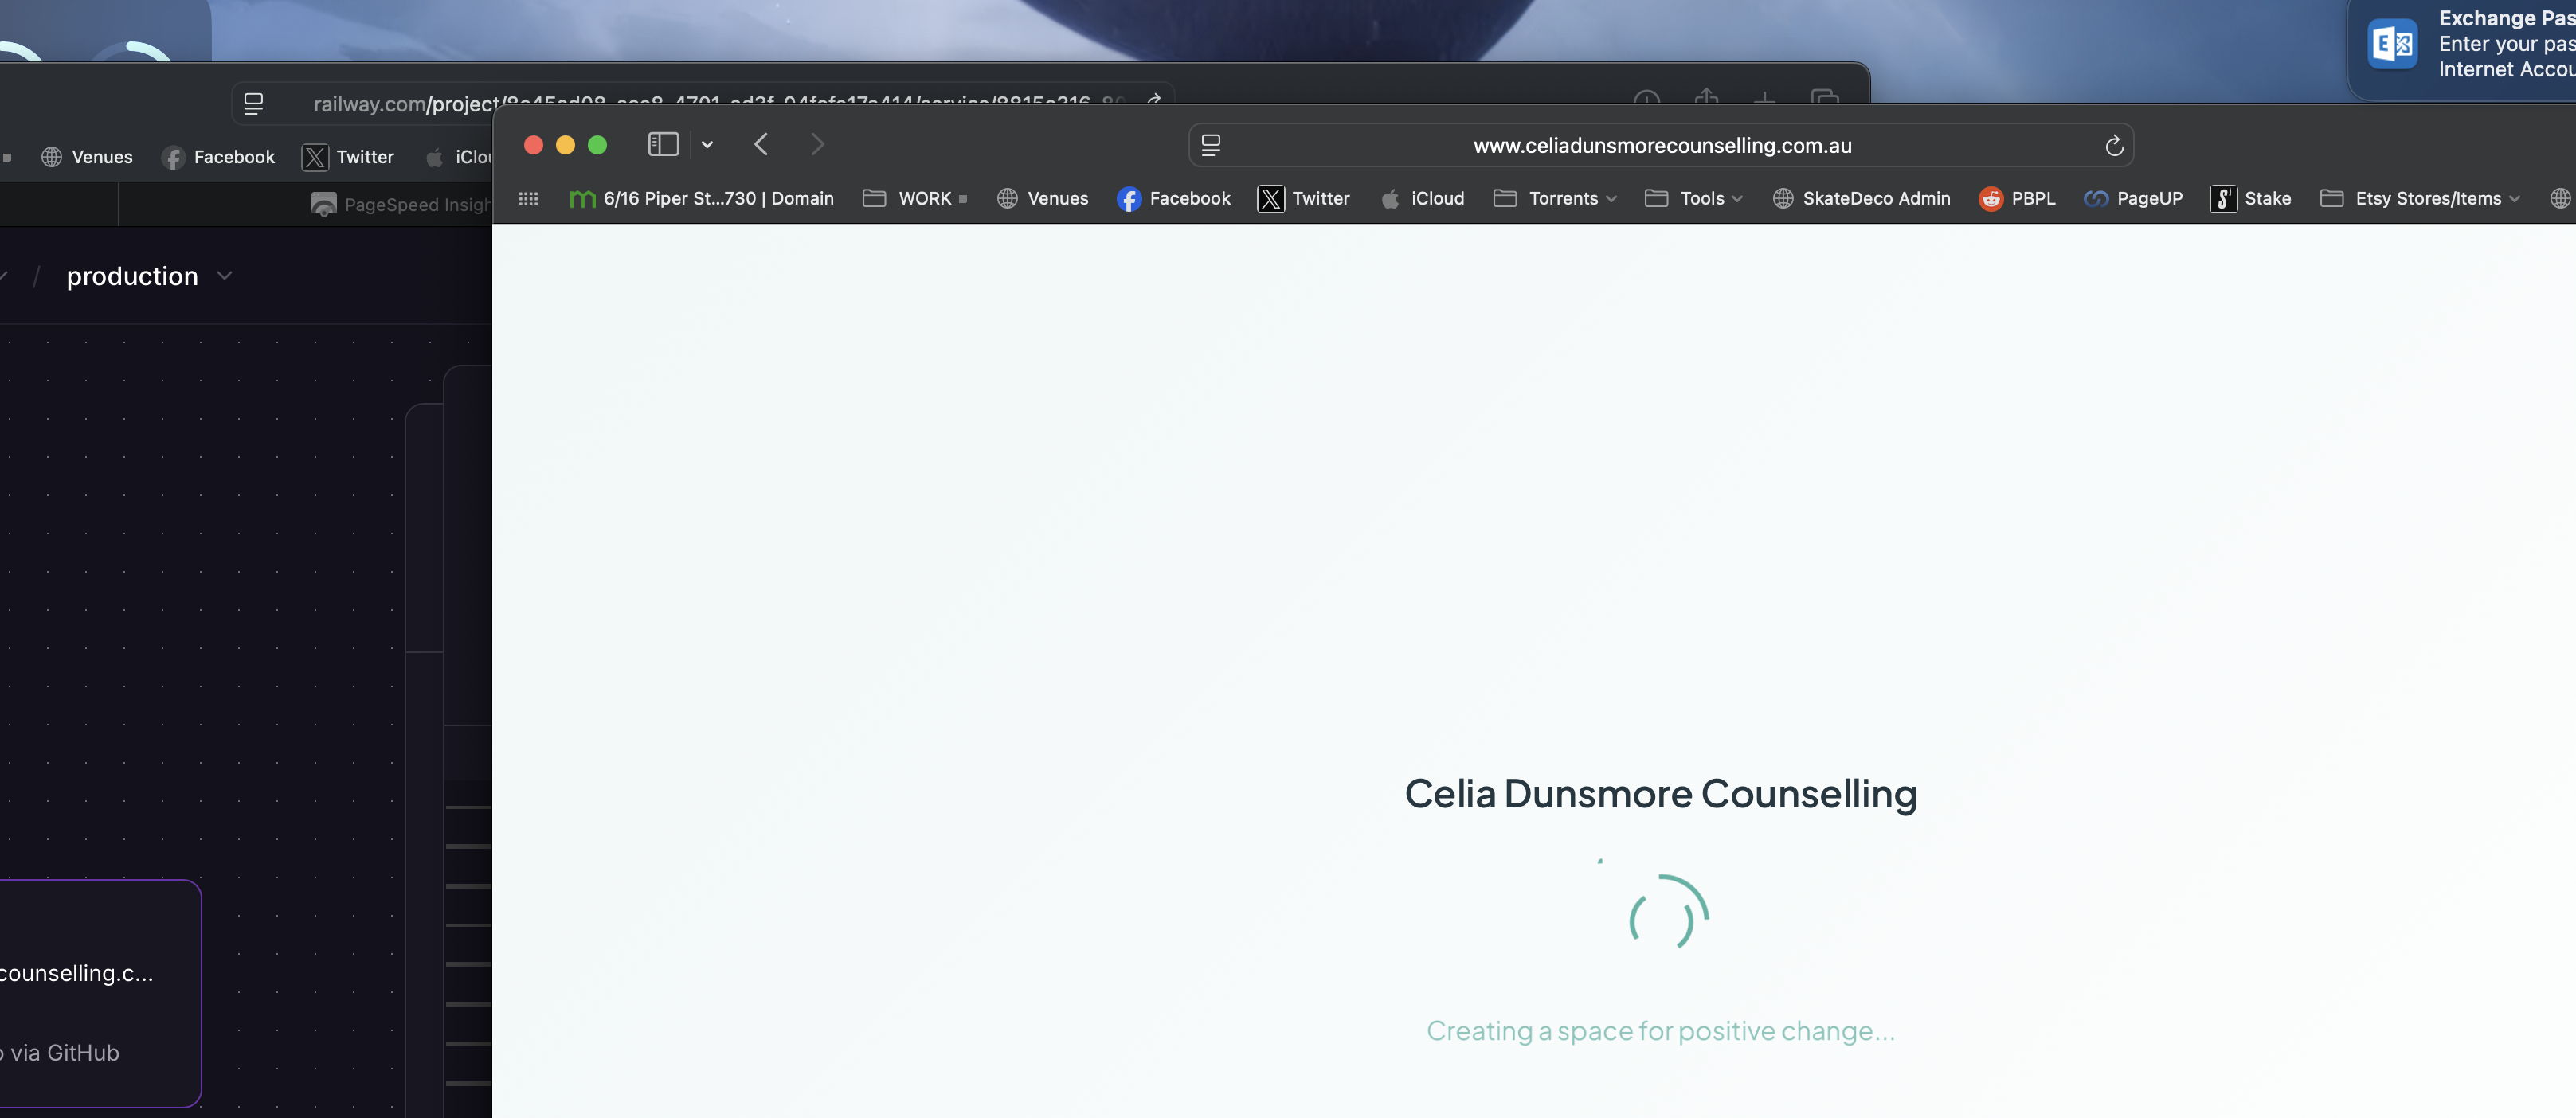 Exchange Pas
Enter your pas
Internet Accou
railway.com/project/
Venues
Facebook
Twitter
iClou
PageSpeed Insigh
/ production
counselling.c...
via GitHub
www.celiadunsmorecounselling.com.au
6/16 Piper St...730 | Domain
WORK
Venues
Facebook
Twitter
iCloud
Torrents
Tools
SkateDeco Admin
PBPL
PageUP
Stake
Etsy Stores/Items
Celia Dunsmore Counselling
Creating a space for positive change...